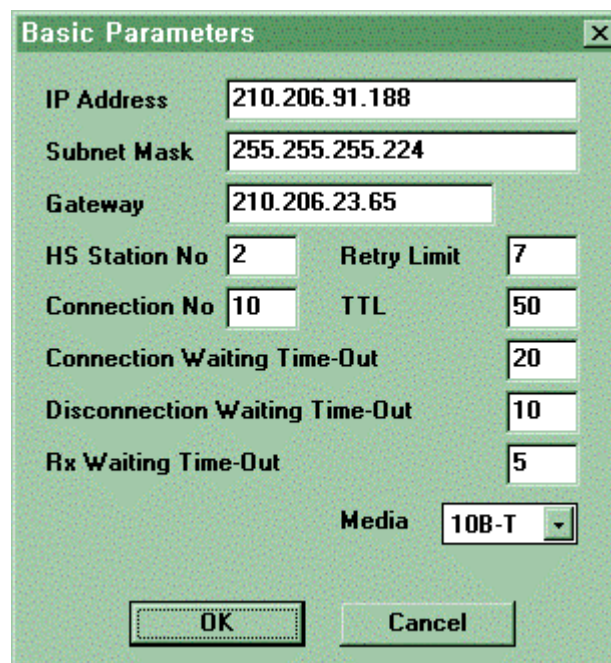 Basic Parameters
IP Address 210.206.91.188
Subnet Mask 255.255.255.224
Gateway 210.206.23.65
HS Station No 2 Retry Limit 7
Connection No 10 TTL 50
Connection Waiting Time-Out 20
Disconnection Waiting Time-Out 10
Rx Waiting Time-Out 5
Media 10B-T
OK Cancel